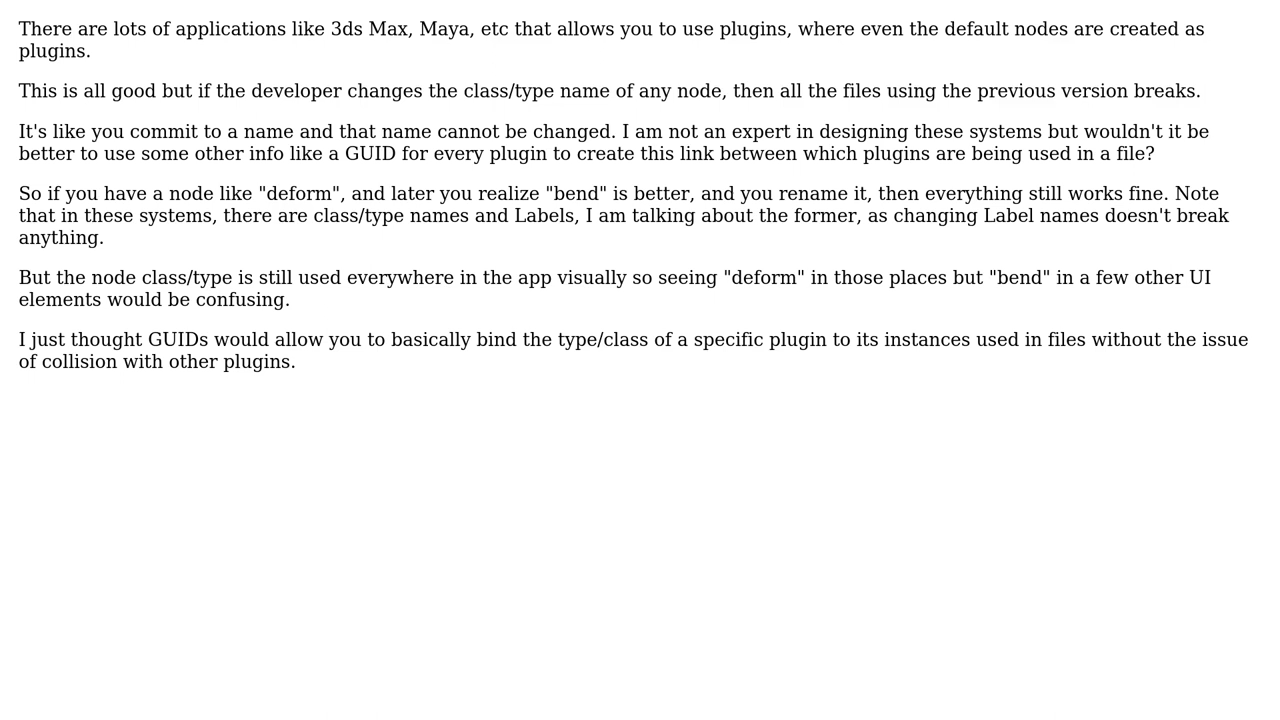 There are lots of applications like 3ds Max, Maya, etc that allows you to use plugins, where even the default nodes are created as
plugins.
This is all good but if the developer changes the class/type name of any node, then all the files using the previous version breaks.
It's like you commit to a name and that name cannot be changed. I am not an expert in designing these systems but wouldn't it be
better to use some other info like a GUID for every plugin to create this link between which plugins are being used in a file?
So if you have a node like "deform", and later you realize "bend" is better, and you rename it, then everything still works fine. Note
that in these systems, there are class/type names and Labels, I am talking about the former, as changing Label names doesn't break
anything.
But the node class/type is still used everywhere in the app visually so seeing "deform" in those places but "bend" in a few other UI
elements would be confusing.
I just thought GUIDs would allow you to basically bind the type/class of a specific plugin to its instances used in files without the issue
of collision with other plugins.